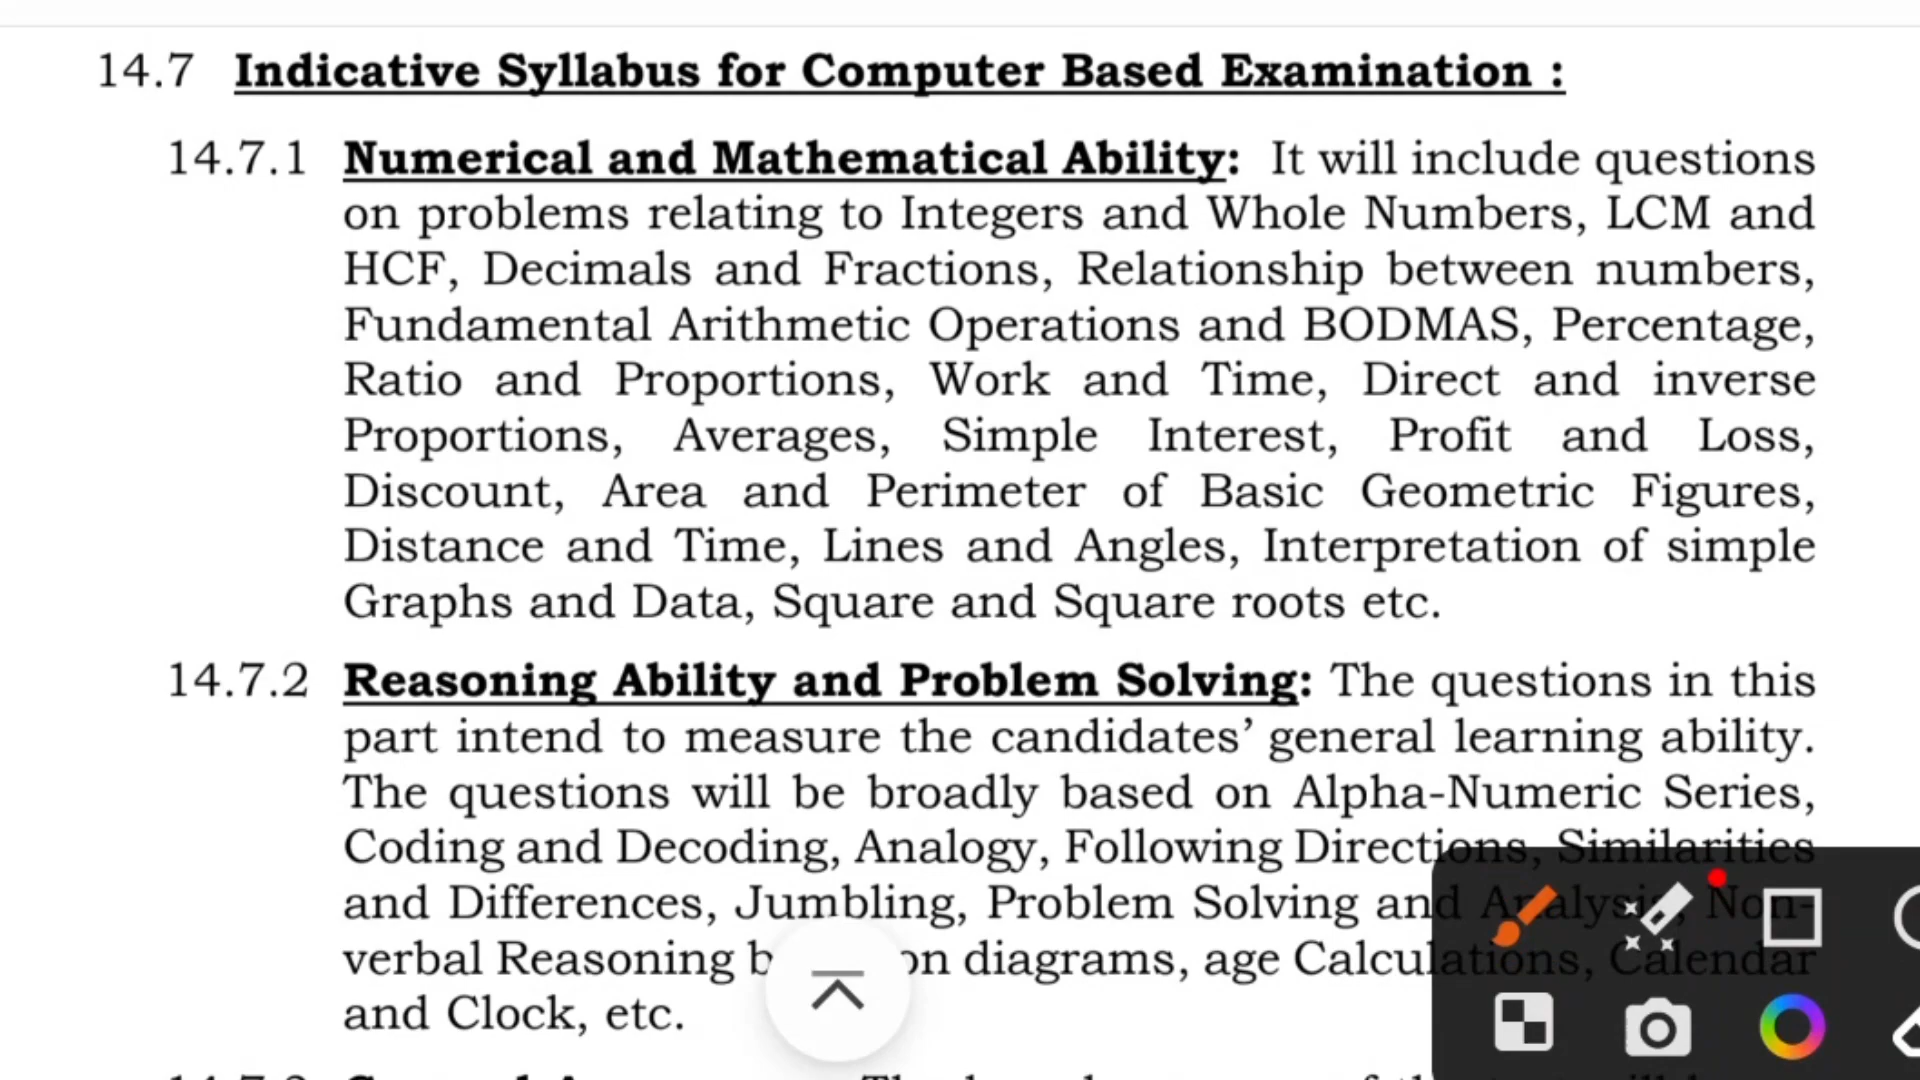 14.7 Indicative Syllabus for Computer Based Examination :
14.7.1 Numerical and Mathematical Ability: It will include questions
on problems relating to Integers and Whole Numbers, LCM and
HCF, Decimals and Fractions, Relationship between numbers,
Fundamental Arithmetic Operations and BODMAS, Percentage,
Ratio and Proportions, Work and Time, Direct and inverse
Proportions, Averages, Simple Interest, Profit and Loss,
Discount, Area and Perimeter of Basic Geometric Figures,
Distance and Time, Lines and Angles, Interpretation of simple
Graphs and Data, Square and Square roots etc.
14.7.2 Reasoning Ability and Problem Solving: The questions in this
part intend to measure the candidates’ general learning ability.
The questions will be broadly based on Alpha-Numeric Series,
Coding and Decoding, Analogy, Following Directions, Similarities
and Differences, Jumbling, Problem Solving and Analysis, Non-
verbal Reasoning on diagrams, age Calculations, Calendar
and Clock, etc.